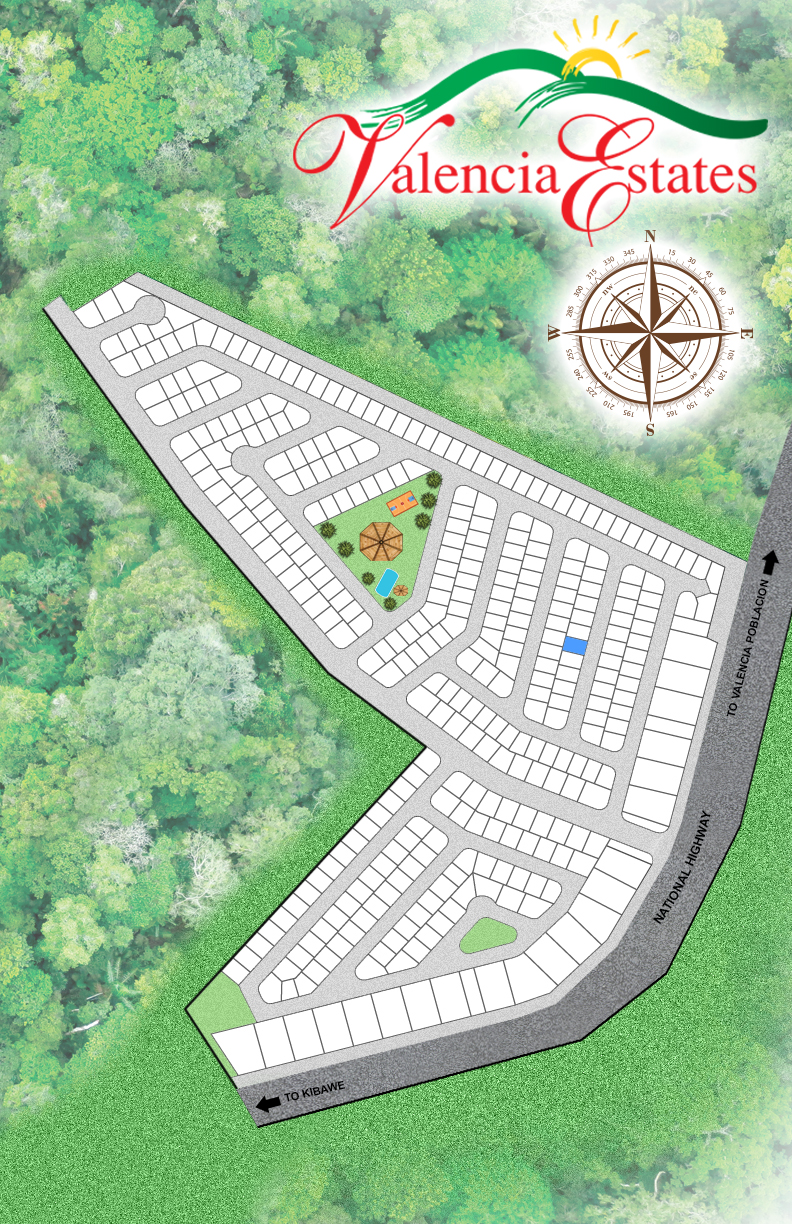 Valencia Estates
N
345
15
330
30
315
45
nw
ne
300
60
285
75
W
E
255
105
240
120
sw
se
225
135
210
150
195
165
S
TO VALENCIA POBLACION
NATIONAL HIGHWAY
TO KIBAWE